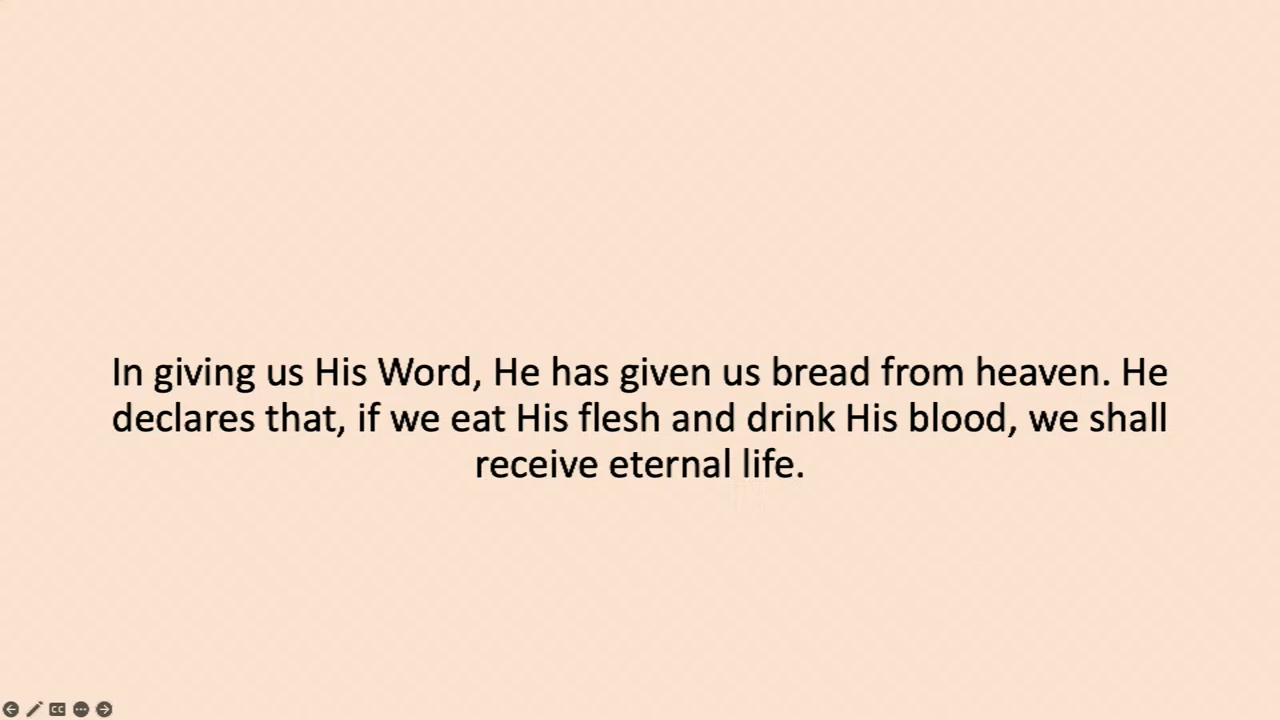 In giving us His Word, He has given us bread from heaven. He
declares that, if we eat His flesh and drink His blood, we shall
receive eternal life.
CC